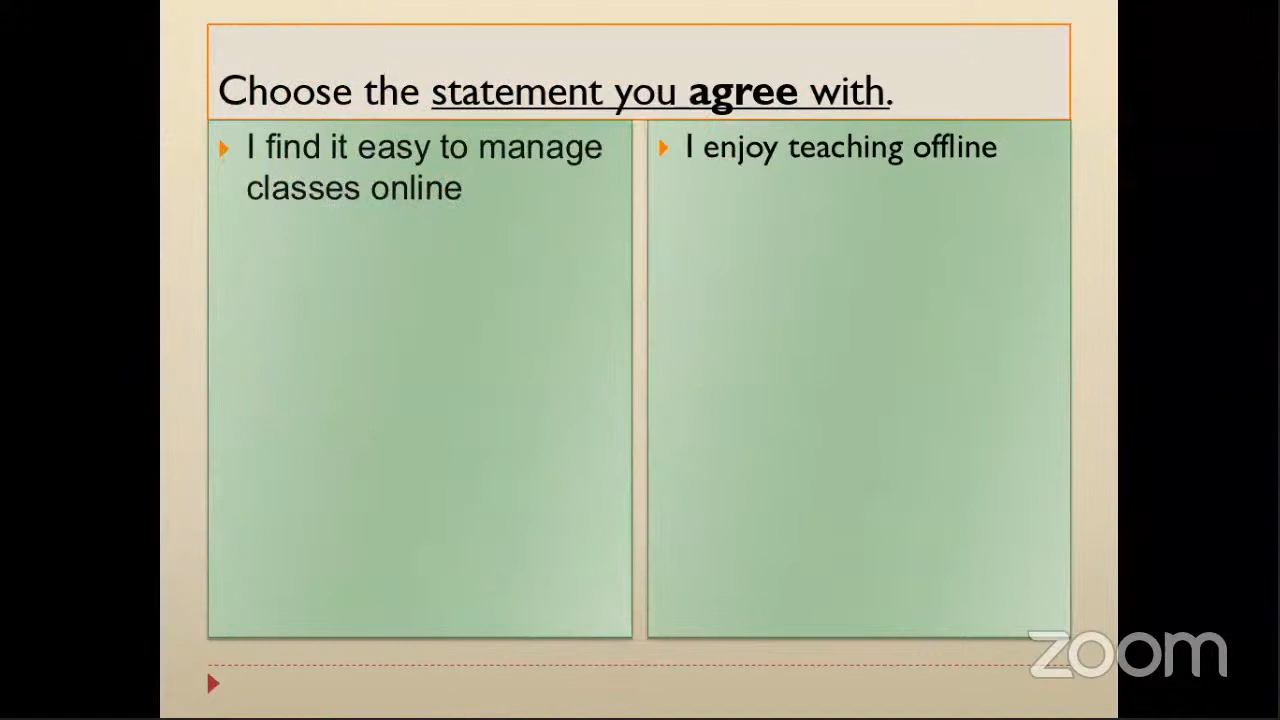 Choose the statement you agree with.
I find it easy to manage
classes online
I enjoy teaching offline
zoom